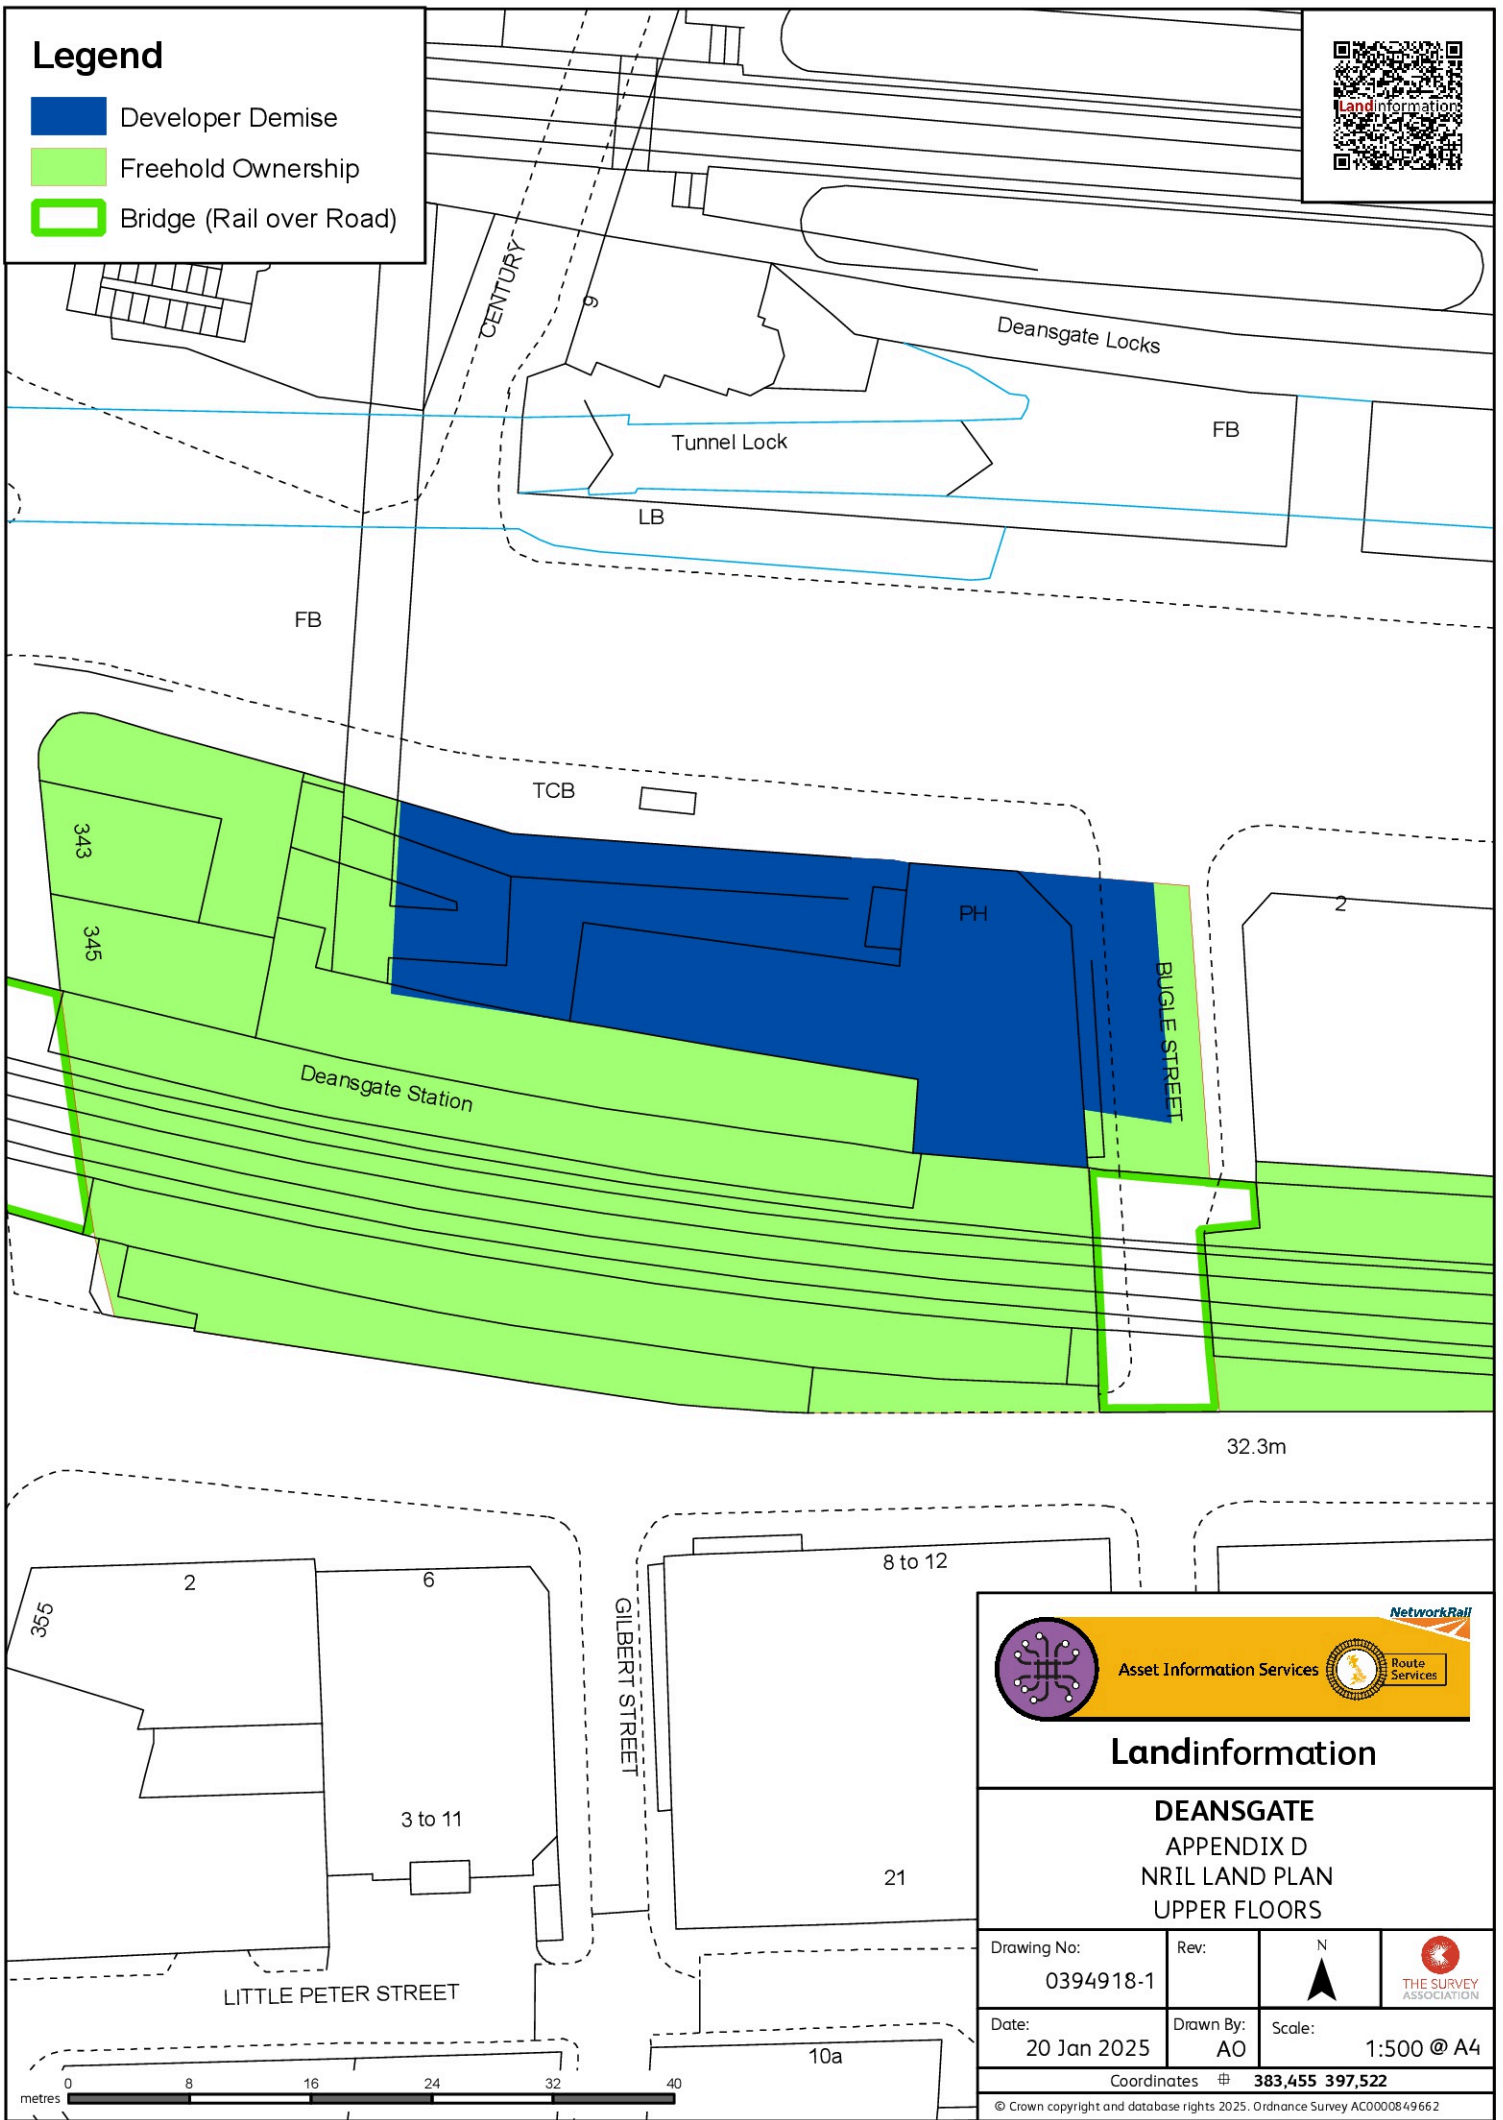 Legend
Developer Demise
Freehold Ownership
Bridge (Rail over Road)
Landinformation
CENTURY
9
Deansgate Locks
Tunnel Lock
FB
LB
FB
TCB
343
PH
2
345
BUGLE STREET
Deansgate Station
32.3m
2
6
8 to 12
355
GILBERT STREET
3 to 11
21
LITTLE PETER STREET
10a
metres
0 8 16 24 32 40
NetworkRail
Asset Information Services
Route
Services
Landinformation
DEANSGATE
APPENDIX D
NRIL LAND PLAN
UPPER FLOORS
Drawing No:
0394918-1
Rev:
N
THE SURVEY
ASSOCIATION
Date:
20 Jan 2025
Drawn By:
AO
Scale:
1:500 @ A4
Coordinates 383,455 397,522
© Crown copyright and database rights 2025. Ordnance Survey AC0000849662